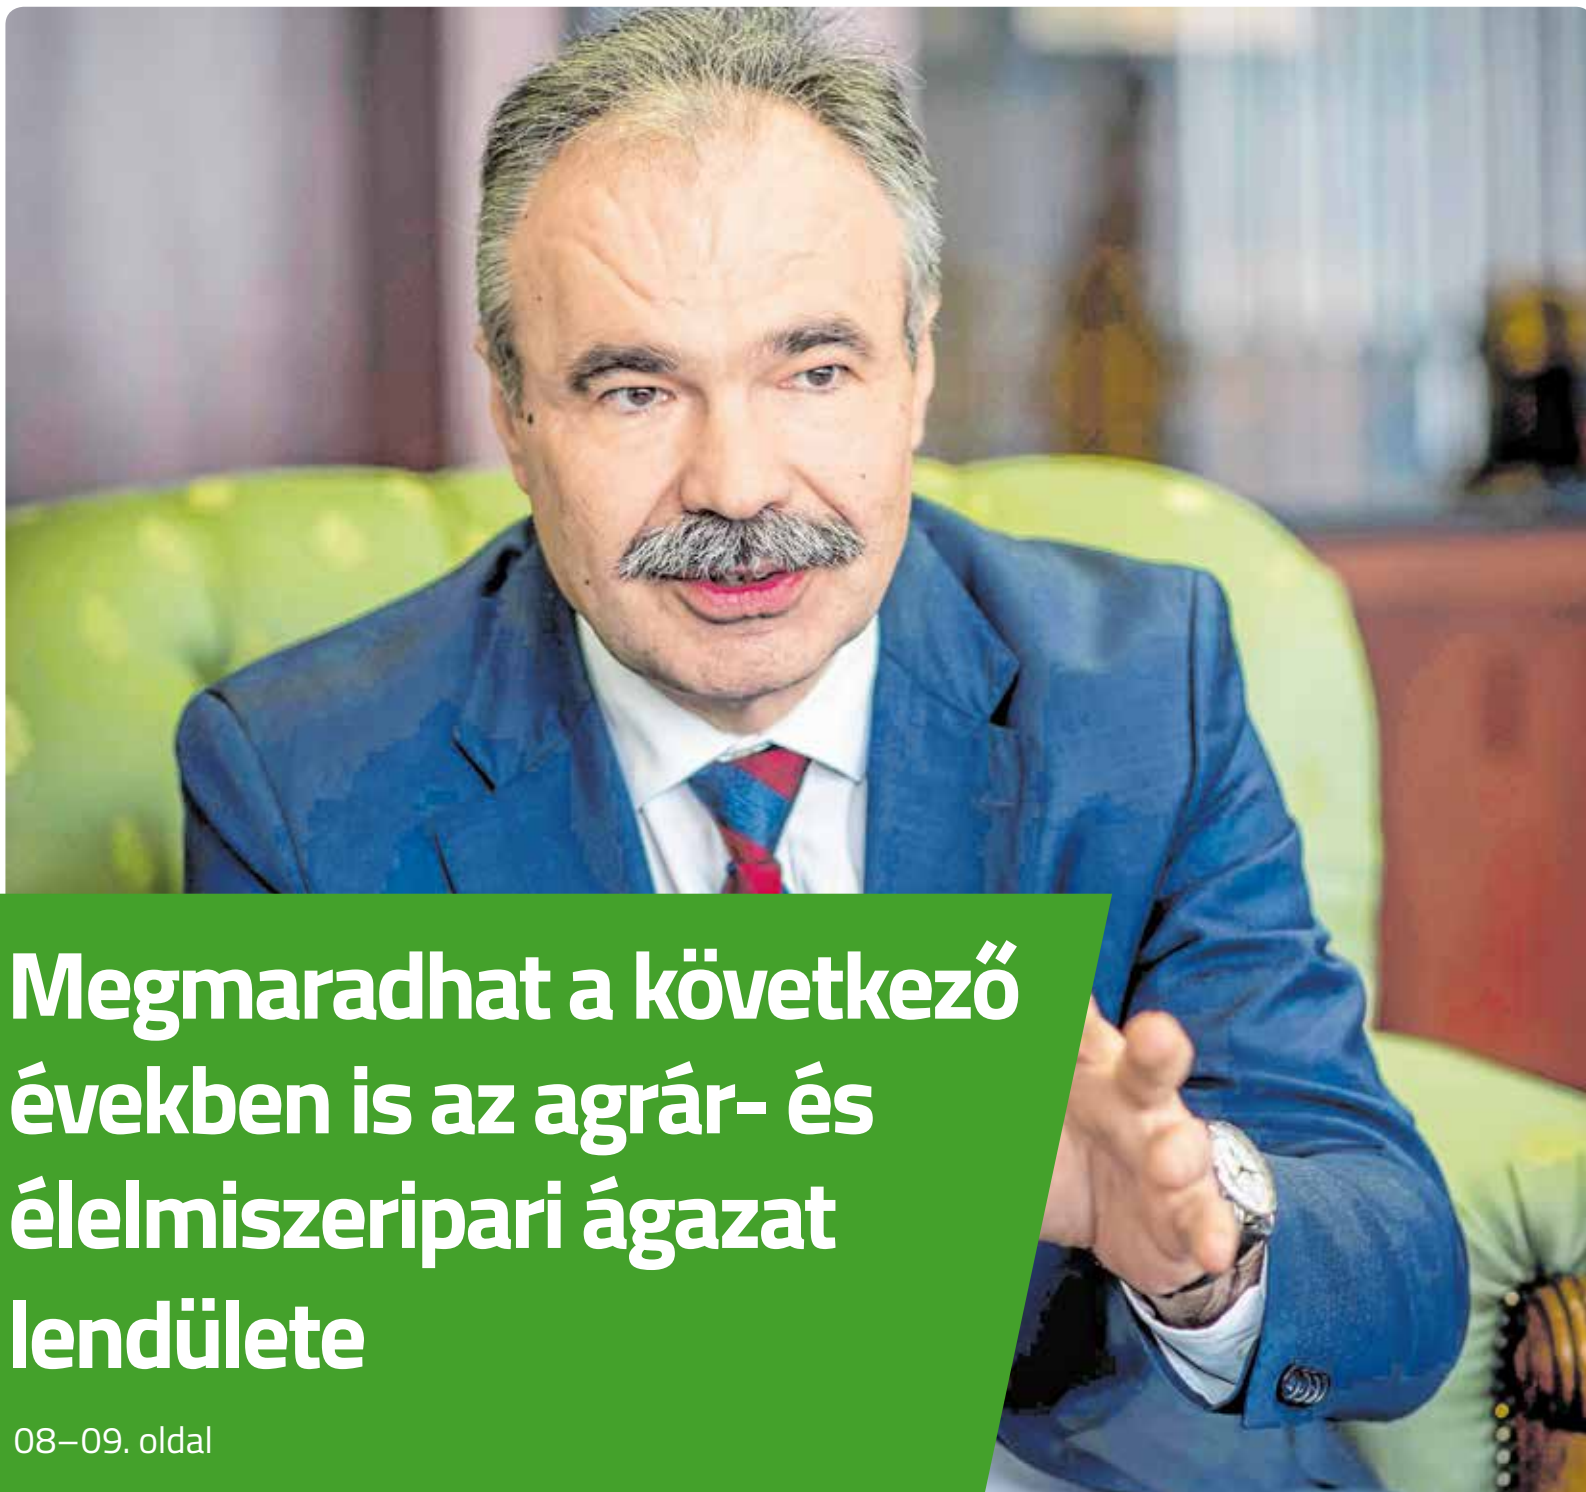 Megmaradhat a következő
években is az agrár- és
élelmiszeripari ágazat
lendülete
08–09. oldal